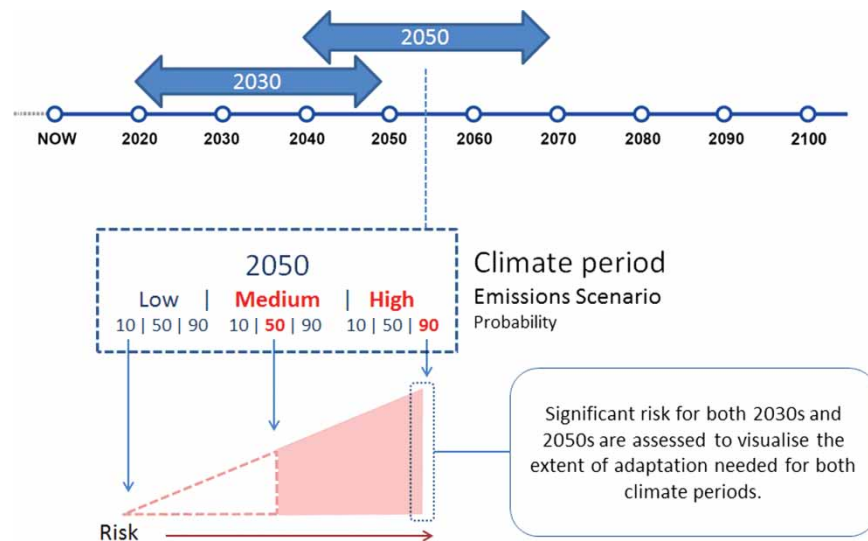 2050
2030
NOW 2020 2030 2040 2050 2060 2070 2080 2090 2100
2050
Low | Medium | High
10 | 50 | 90 10 | 50 | 90 10 | 50 | 90
Climate period
Emissions Scenario
Probability
Significant risk for both 2030s and
2050s are assessed to visualise the
extent of adaptation needed for both
climate periods.
Risk